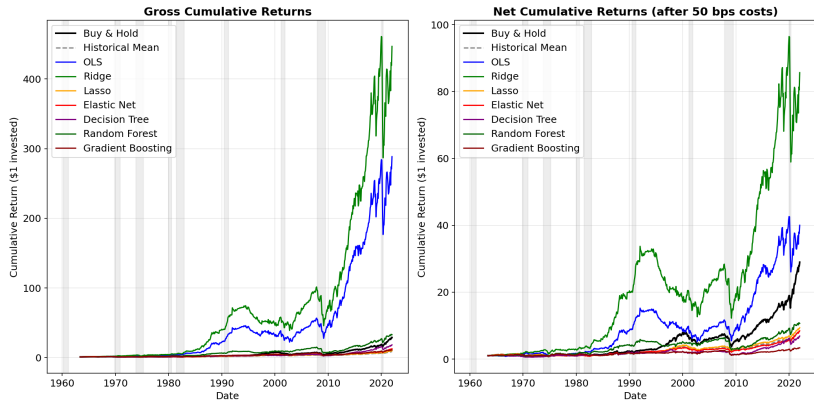 Gross Cumulative Returns
Cumulative Return ($1 invested)
400
300
200
100
0
Buy & Hold
Historical Mean
OLS
Ridge
Lasso
Elastic Net
Decision Tree
Random Forest
Gradient Boosting
1960 1970 1980 1990 2000 2010 2020
Date
Net Cumulative Returns (after 50 bps costs)
Cumulative Return ($1 invested)
100
80
60
40
20
0
Buy & Hold
Historical Mean
OLS
Ridge
Lasso
Elastic Net
Decision Tree
Random Forest
Gradient Boosting
1960 1970 1980 1990 2000 2010 2020
Date